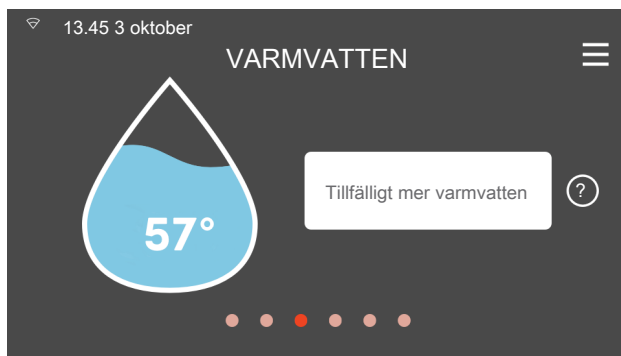 13.45 3 oktober
VARMVATTEN
Tillfälligt mer varmvatten
?
57°